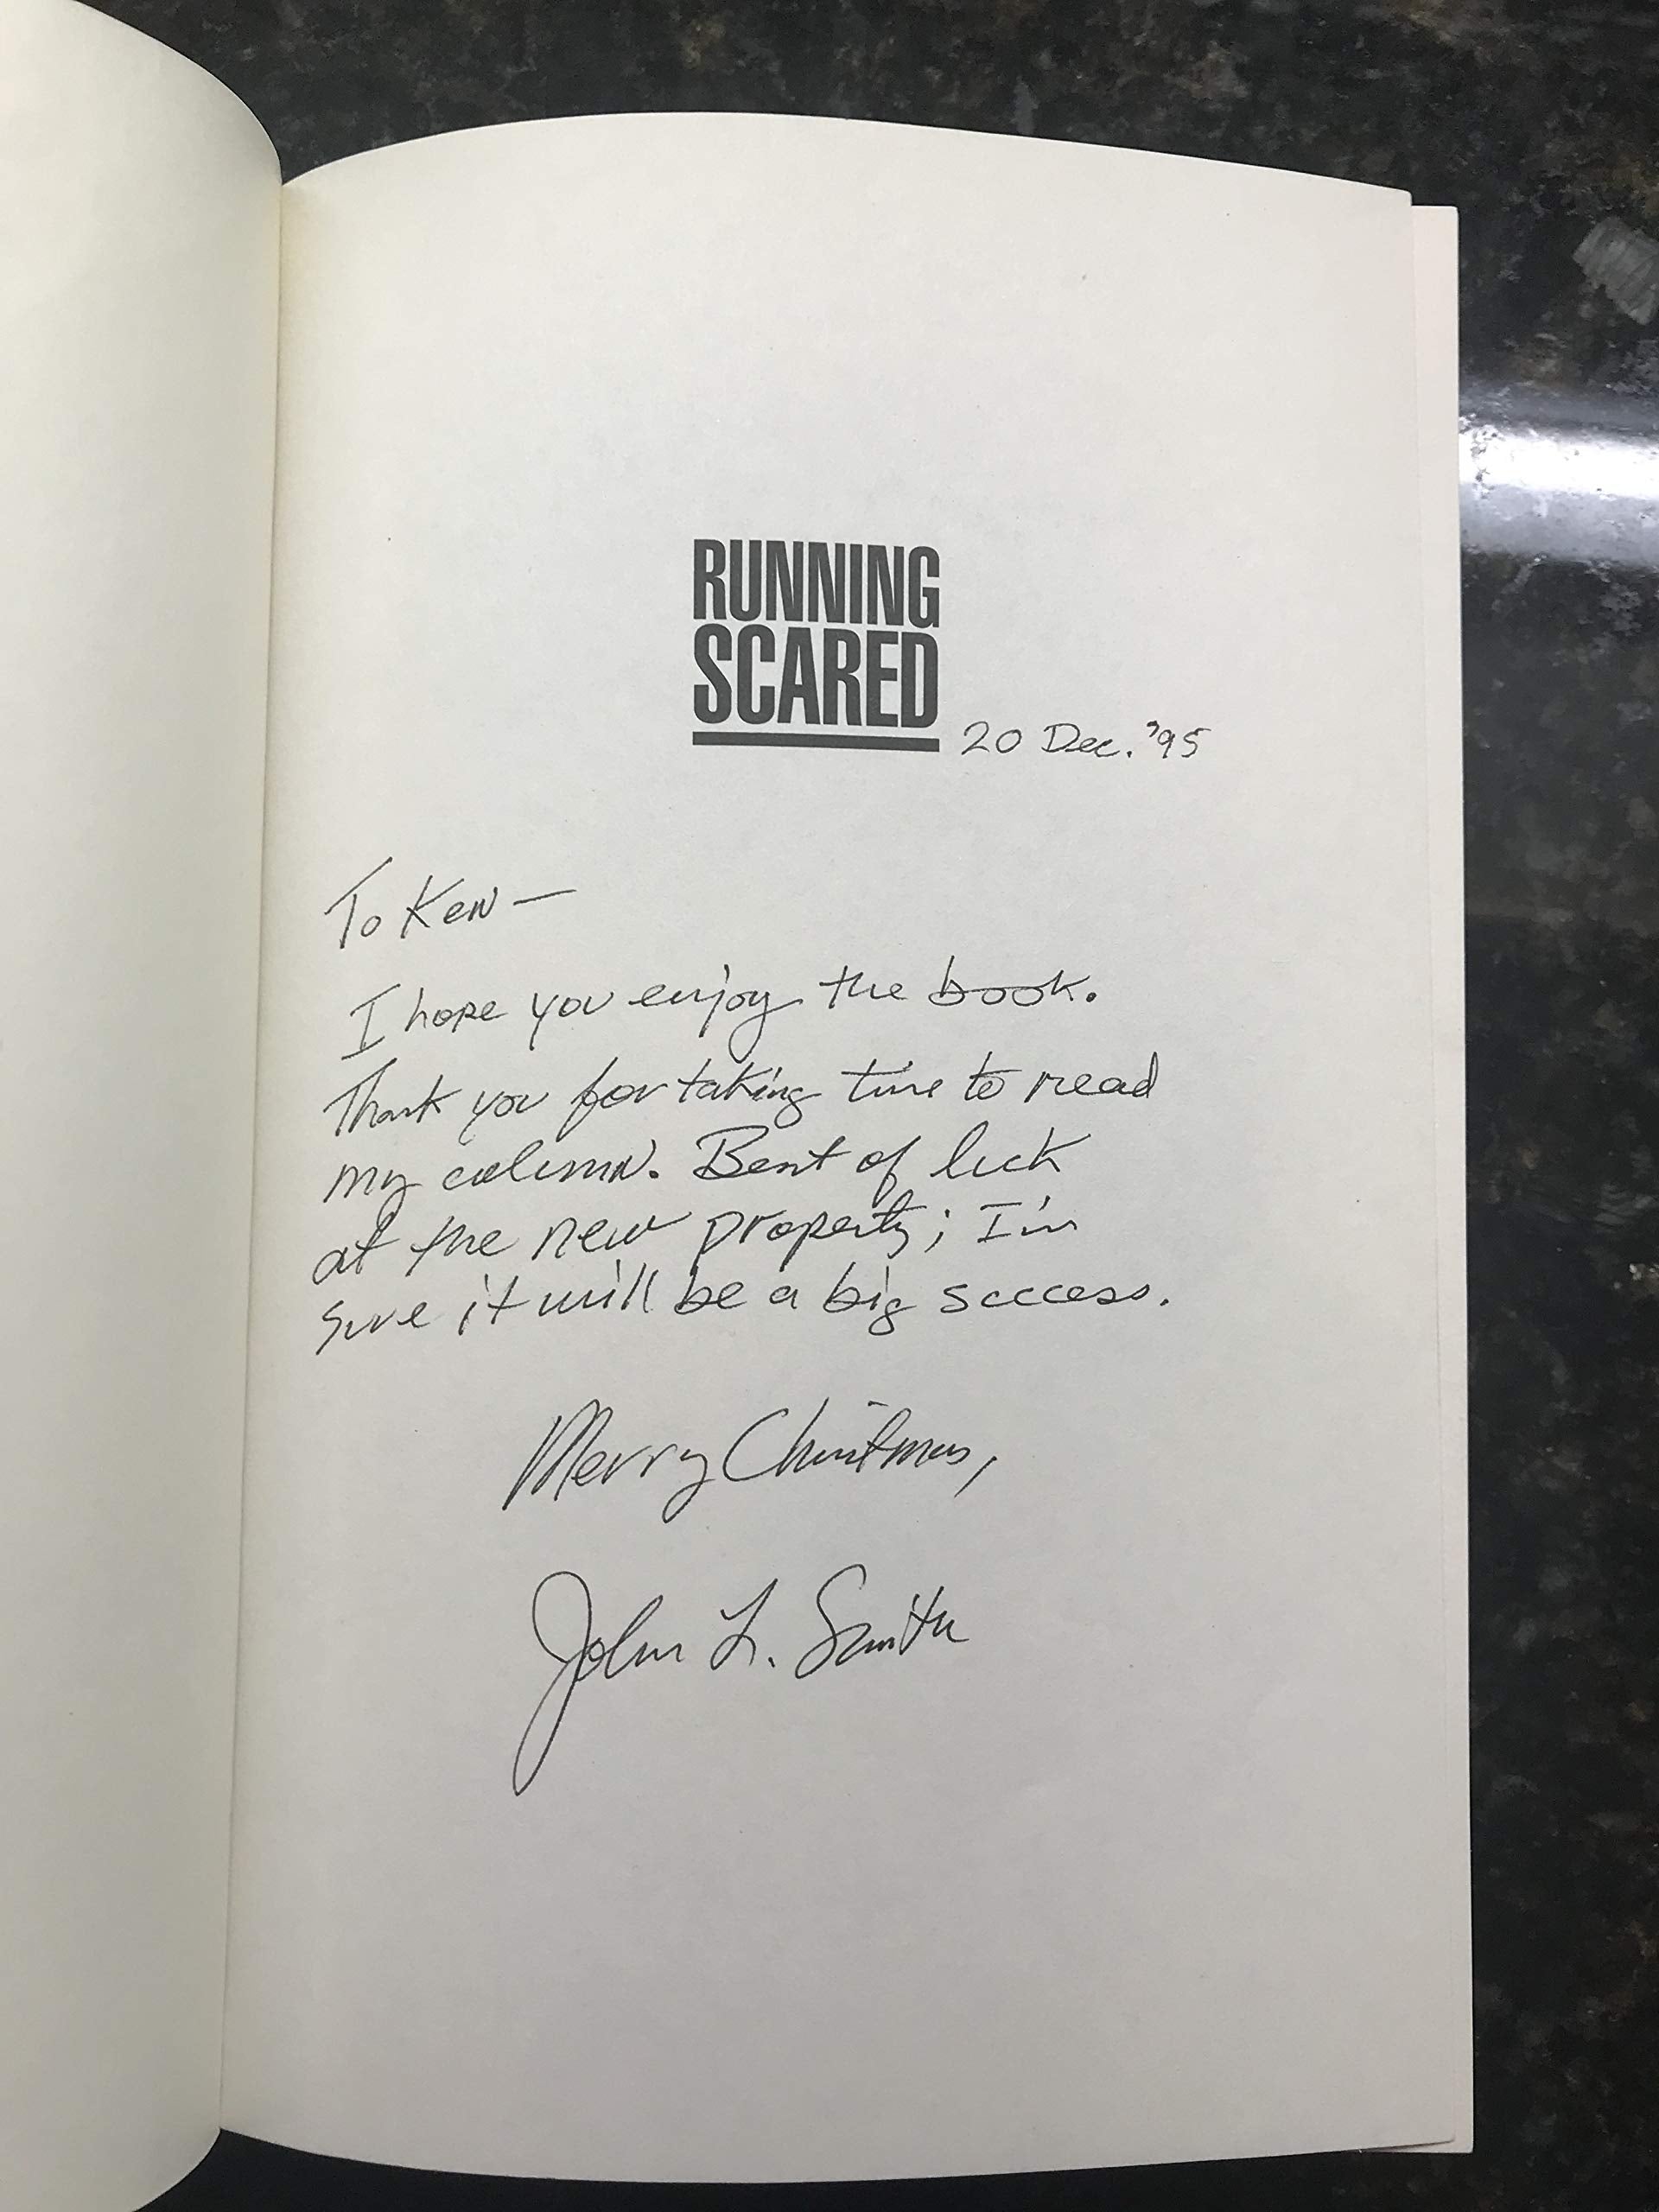 RUNNING
SCARED
20 Dec. '95
To Ken —
I hope you enjoy the book.
Thank you for taking time to read
my column. Best of luck
at the new property; I'm
sure it will be a big success.
Merry Christmas,
John L. Smith